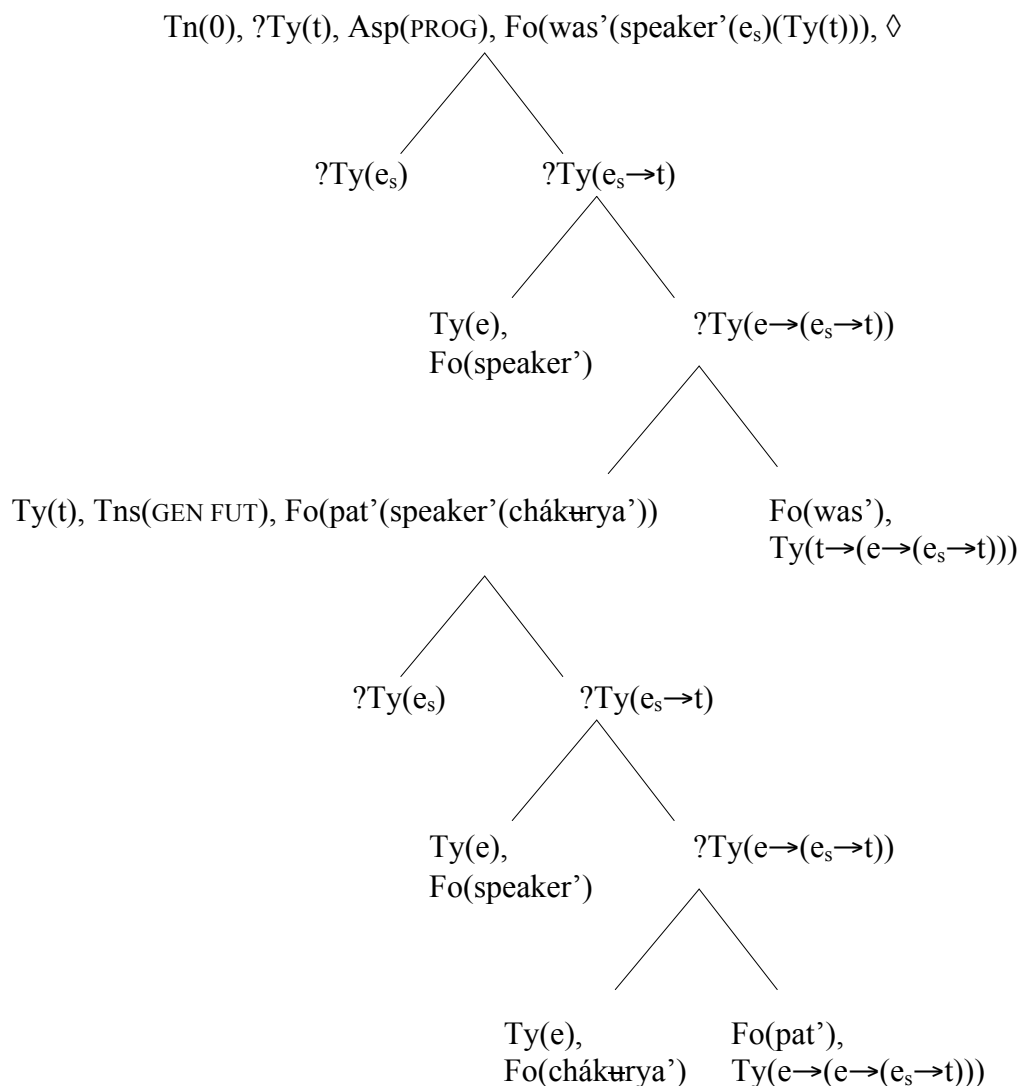 Tn(0), ?Ty(t), Asp(PROG), Fo(was’(speaker’(eₛ)(Ty(t))), ◊
?Ty(eₛ) ?Ty(eₛ→t)
Ty(e), ?Ty(e→(eₛ→t))
Fo(speaker’)
Ty(t), Tns(GEN FUT), Fo(pat’(speaker’(chákʉrya’)) Fo(was’),
Ty(t→(e→(eₛ→t)))
?Ty(eₛ) ?Ty(eₛ→t)
Ty(e), ?Ty(e→(eₛ→t))
Fo(speaker’)
Ty(e), Fo(pat’),
Fo(chákʉrya’) Ty(e→(e→(eₛ→t)))